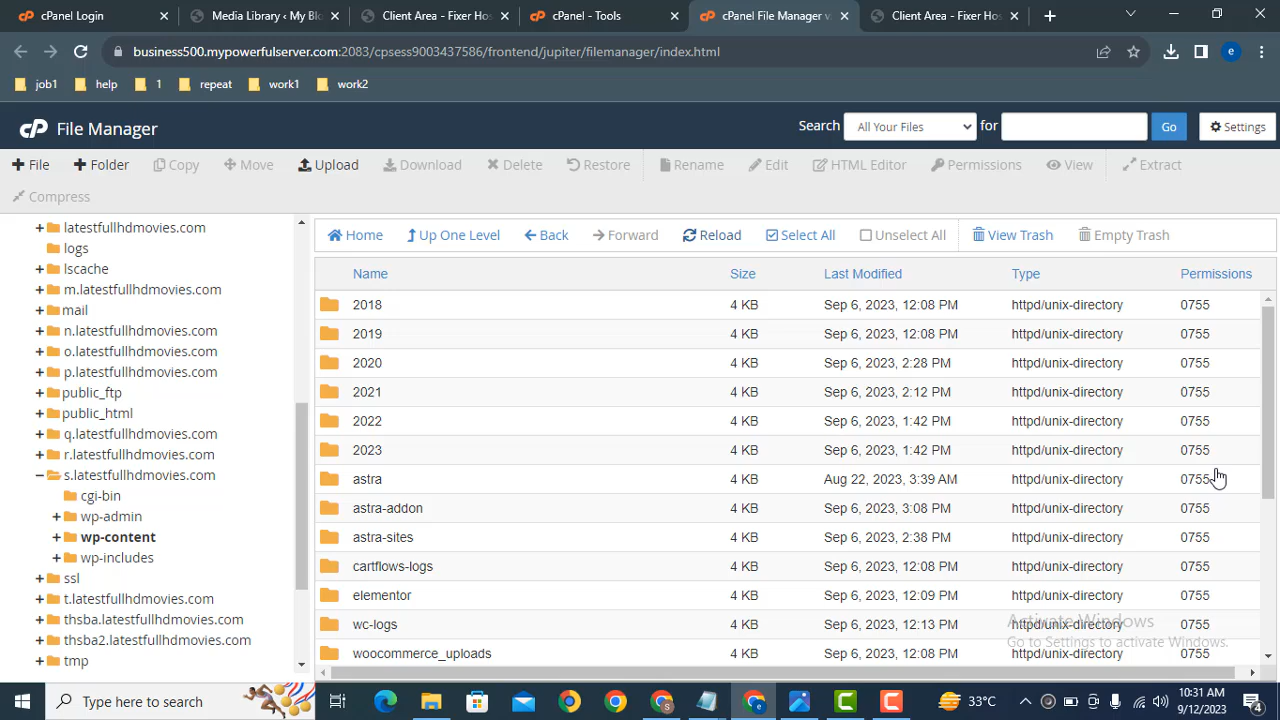 cPanel Login
Media Library ‹ My Blo
Client Area - Fixer Hos
cPanel - Tools
cPanel File Manager v
Client Area - Fixer Hos
business500.mypowerfulserver.com:2083/cpsess9003437586/frontend/jupiter/filemanager/index.html
e
job1 help 1 repeat work1 work2
cP File Manager
Search All Your Files for Go Settings
File Folder Copy Move Upload Download Delete Restore Rename Edit HTML Editor Permissions View Extract
Compress
Home Up One Level Back Forward Reload Select All Unselect All View Trash Empty Trash
latestfullhdmovies.com
logs
lscache
m.latestfullhdmovies.com
mail
n.latestfullhdmovies.com
o.latestfullhdmovies.com
p.latestfullhdmovies.com
public_ftp
public_html
q.latestfullhdmovies.com
r.latestfullhdmovies.com
s.latestfullhdmovies.com
cgi-bin
wp-admin
wp-content
wp-includes
ssl
t.latestfullhdmovies.com
thsba.latestfullhdmovies.com
thsba2.latestfullhdmovies.com
tmp
Name Size Last Modified Type Permissions
2018 4 KB Sep 6, 2023, 12:08 PM httpd/unix-directory 0755
2019 4 KB Sep 6, 2023, 12:08 PM httpd/unix-directory 0755
2020 4 KB Sep 6, 2023, 2:28 PM httpd/unix-directory 0755
2021 4 KB Sep 6, 2023, 2:12 PM httpd/unix-directory 0755
2022 4 KB Sep 6, 2023, 1:42 PM httpd/unix-directory 0755
2023 4 KB Sep 6, 2023, 1:42 PM httpd/unix-directory 0755
astra 4 KB Aug 22, 2023, 3:39 AM httpd/unix-directory 0755
astra-addon 4 KB Sep 6, 2023, 3:08 PM httpd/unix-directory 0755
astra-sites 4 KB Sep 6, 2023, 2:38 PM httpd/unix-directory 0755
cartflows-logs 4 KB Sep 6, 2023, 12:08 PM httpd/unix-directory 0755
elementor 4 KB Sep 6, 2023, 12:09 PM httpd/unix-directory 0755
wc-logs 4 KB Sep 6, 2023, 12:13 PM httpd/unix-directory 0755
woocommerce_uploads 4 KB Sep 6, 2023, 12:08 PM httpd/unix-directory 0755
Activate Windows
Go to Settings to activate Windows.
Type here to search
33°C
10:31 AM
9/12/2023
4